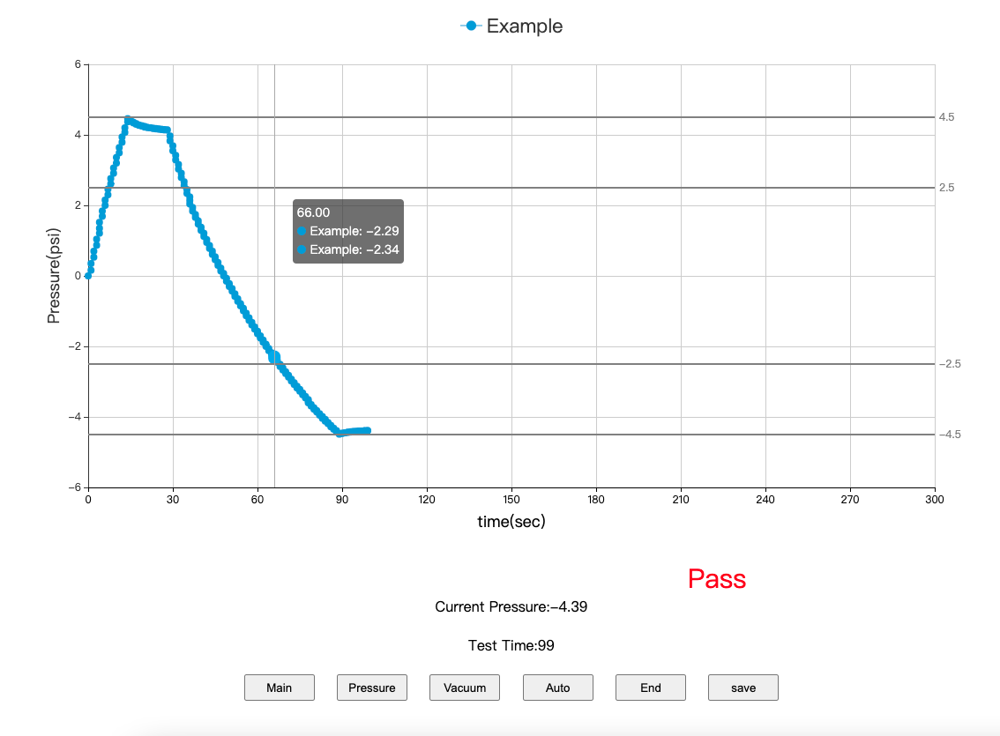 Example
6
4
2
0
−2
−4
−6
4.5
2.5
−2.5
−4.5
Pressure(psi)
66.00
Example: −2.29
Example: −2.34
0 30 60 90 120 150 180 210 240 270 300
time(sec)
Pass
Current Pressure:−4.39
Test Time:99
Main Pressure Vacuum Auto End save